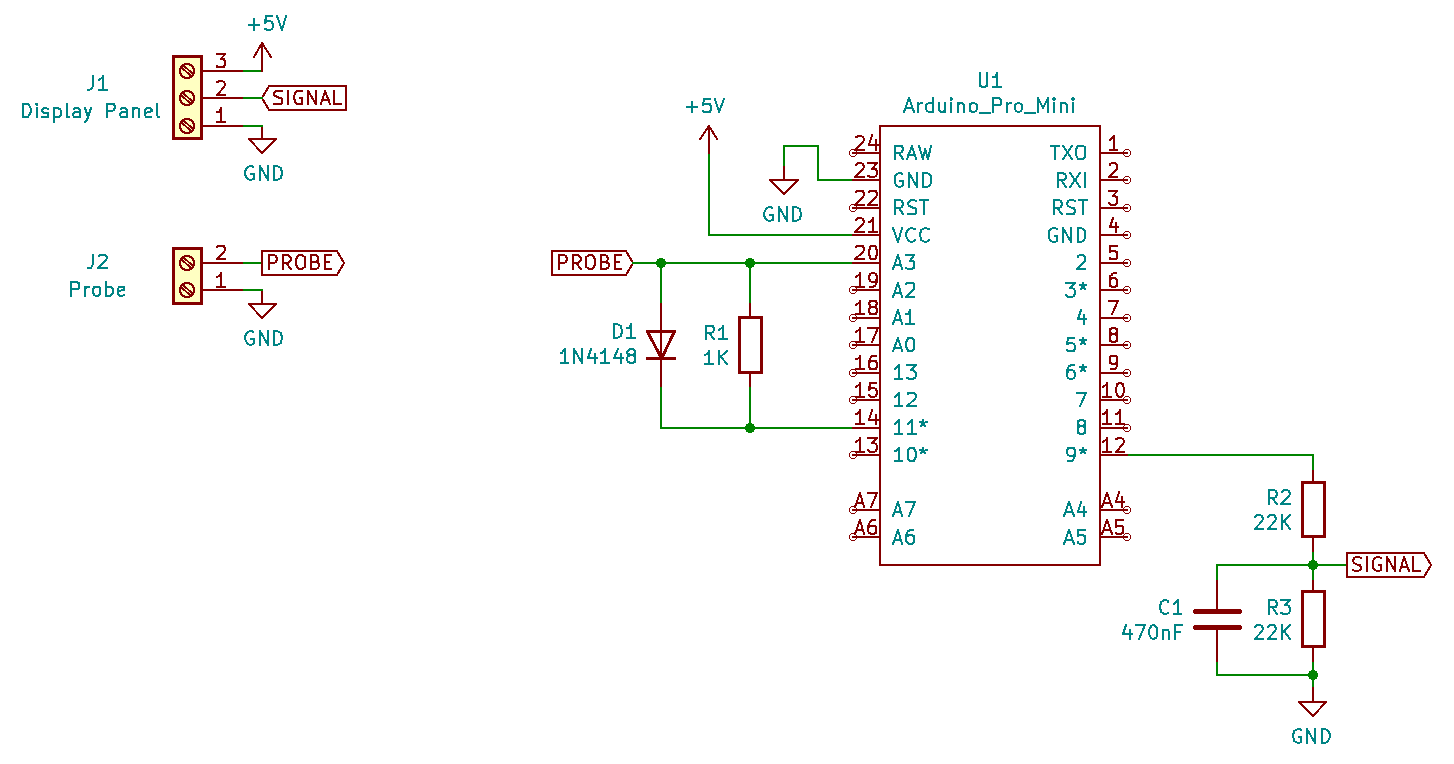 +5V
J1
Display Panel
3
2
1
SIGNAL
GND
J2
Probe
2
1
PROBE
GND
U1
Arduino_Pro_Mini
+5V
GND
PROBE
D1
1N4148
R1
1K
24 RAW TXO 1
23 GND RXI 2
22 RST RST 3
21 VCC GND 4
20 A3 2 5
19 A2 3* 6
18 A1 4 7
17 A0 5* 8
16 13 6* 9
15 12 7 10
14 11* 8 11
13 10* 9* 12
A7 A7 A4 A4
A6 A6 A5 A5
R2
22K
SIGNAL
C1
470nF
R3
22K
GND